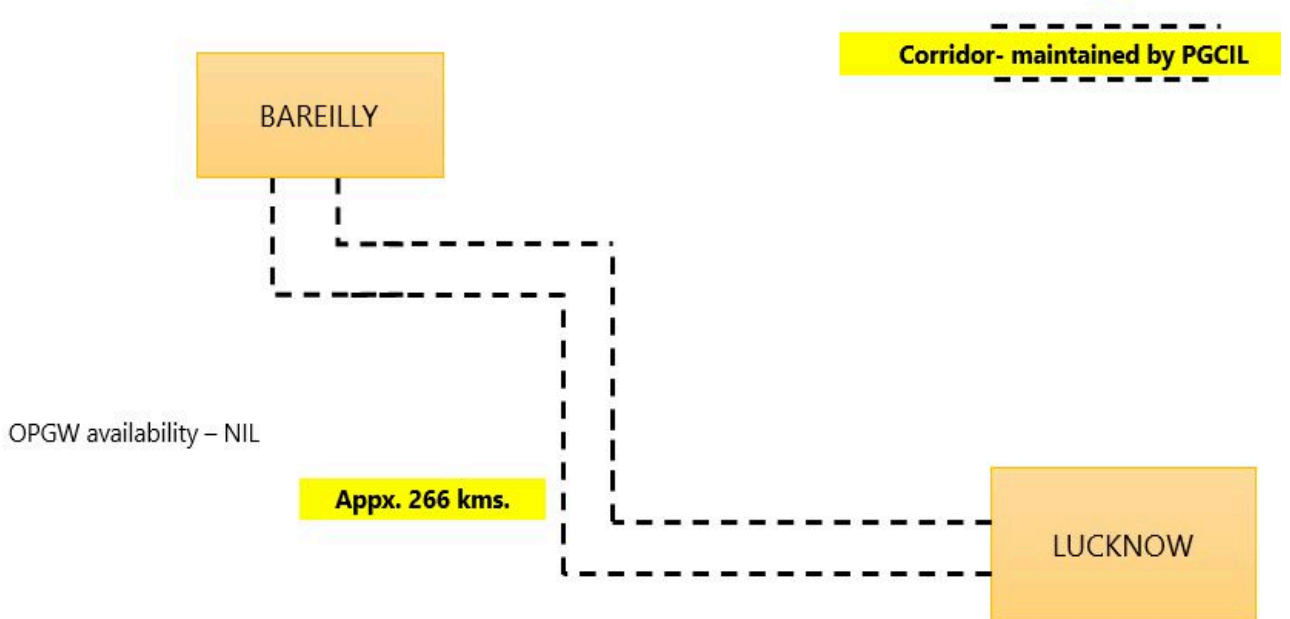 Corridor- maintained by PGCIL
BAREILLY
OPGW availability – NIL
Appx. 266 kms.
LUCKNOW